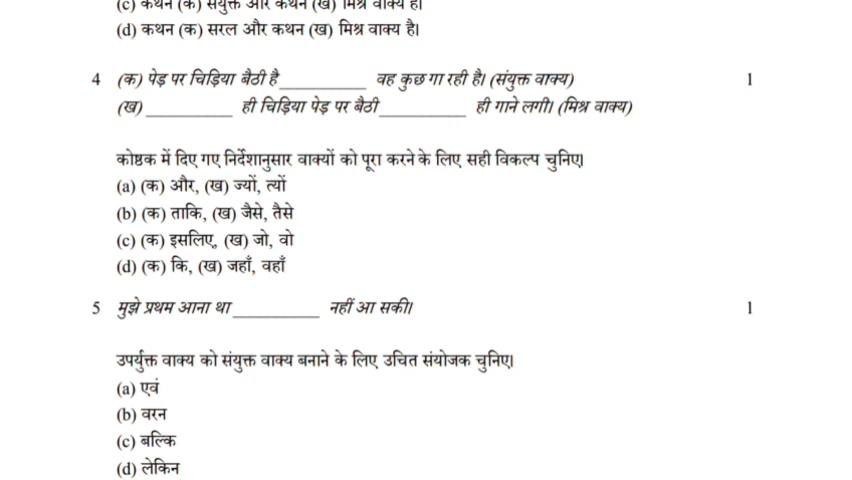 (c) कथन (क) संयुक्त और कथन (ख) मिश्र वाक्य है।
(d) कथन (क) सरल और कथन (ख) मिश्र वाक्य है।
4 (क) पेड़ पर चिड़िया बैठी है__________ वह कुछ गा रही है। (संयुक्त वाक्य) 1
(ख)__________ ही चिड़िया पेड़ पर बैठी__________ ही गाने लगी। (मिश्र वाक्य)
कोष्ठक में दिए गए निर्देशानुसार वाक्यों को पूरा करने के लिए सही विकल्प चुनिए।
(a) (क) और, (ख) ज्यों, त्यों
(b) (क) ताकि, (ख) जैसे, तैसे
(c) (क) इसलिए, (ख) जो, वो
(d) (क) कि, (ख) जहाँ, वहाँ
5 मुझे प्रथम आना था__________ नहीं आ सकी। 1
उपर्युक्त वाक्य को संयुक्त वाक्य बनाने के लिए उचित संयोजक चुनिए।
(a) एवं
(b) वरन
(c) बल्कि
(d) लेकिन